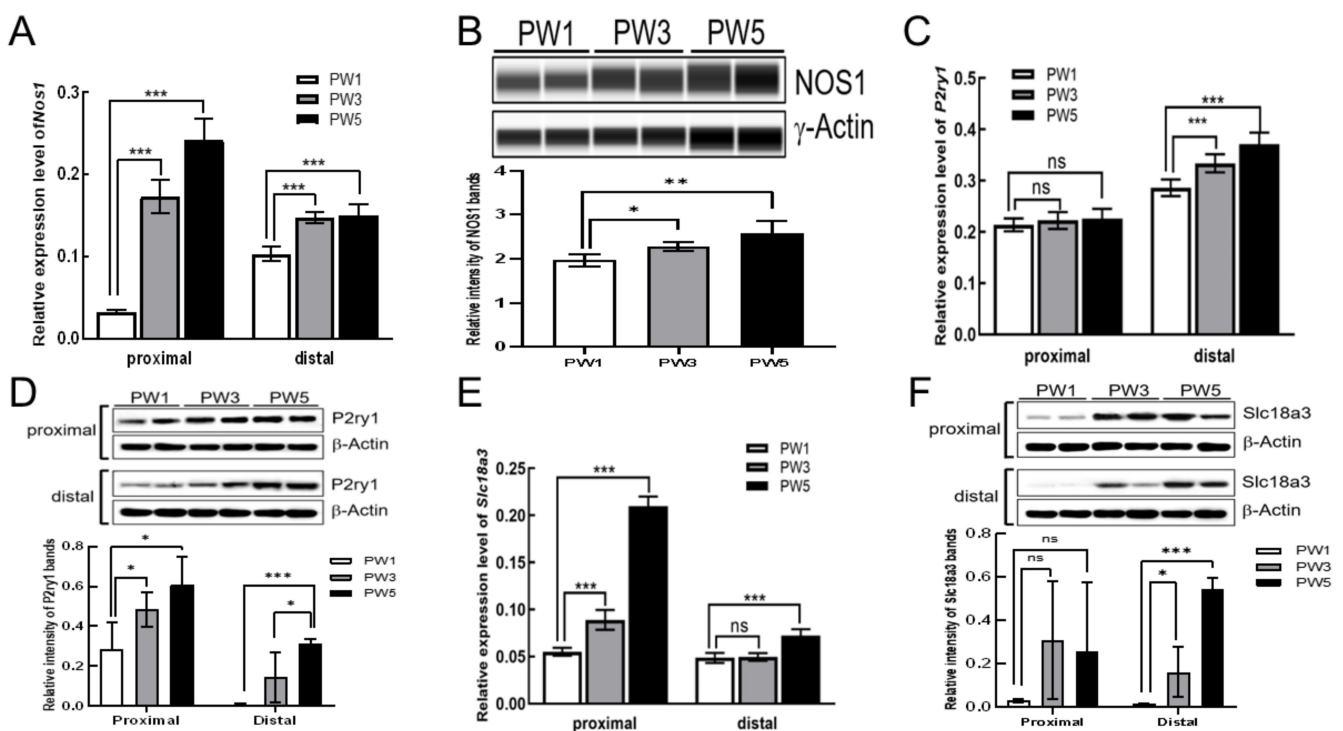 A
Relative expression level ofNos1
PW1
PW3
PW5
0.3
0.2
0.1
0.0
***
***
***
***
proximal
distal
B
PW1 PW3 PW5
NOS1
γ-Actin
Relative intensity of NOS1 bands
6
4
2
0
**
*
PW1 PW3 PW5
C
Relative expression level of P2ry1
PW1
PW3
PW5
0.5
0.4
0.3
0.2
0.1
0.0
ns
ns
***
***
proximal
distal
D
PW1 PW3 PW5
proximal
P2ry1
β-Actin
distal
P2ry1
β-Actin
Relative intensity of P2ry1 bands
0.8
0.6
0.4
0.2
0.0
*
*
***
*
PW1
PW3
PW5
Proximal
Distal
E
Relative expression level of Slc18a3
PW1
PW3
PW5
0.25
0.20
0.15
0.10
0.05
0.00
***
***
***
ns
proximal
distal
F
PW1 PW3 PW5
proximal
Slc18a3
β-Actin
distal
Slc18a3
β-Actin
Relative intensity of Slc18a3 bands
0.8
0.6
0.4
0.2
0.0
ns
ns
***
*
PW1
PW3
PW5
Proximal
Distal